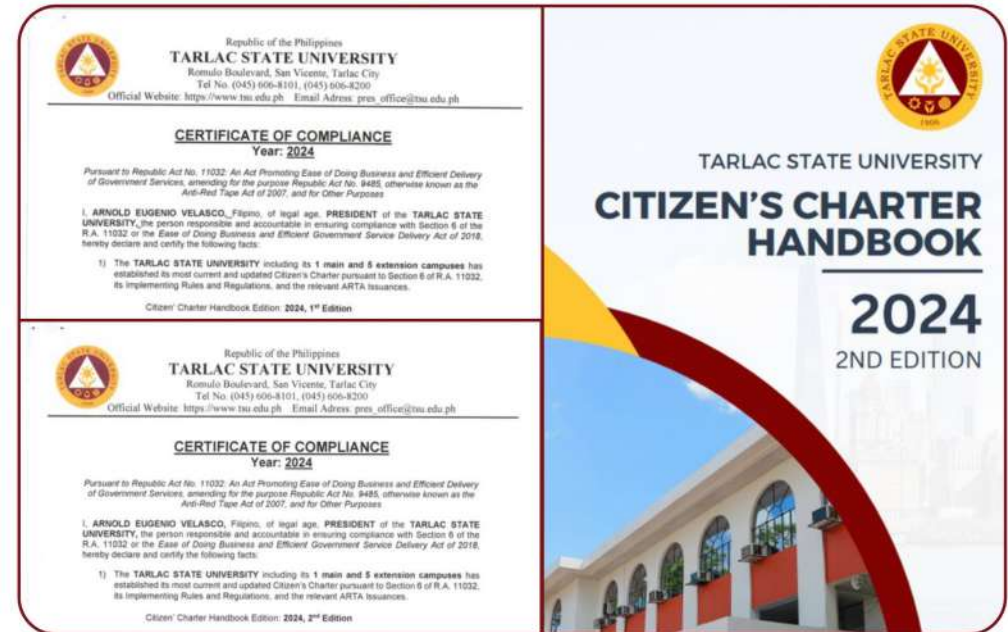 Republic of the Philippines
TARLAC STATE UNIVERSITY
Romulo Boulevard, San Vicente, Tarlac City
Tel No. (045) 606-8101, (045) 606-8200
Official Website: https://www.tsu.edu.ph Email Adress: pres_office@tsu.edu.ph
CERTIFICATE OF COMPLIANCE
Year: 2024
Pursuant to Republic Act No. 11032: An Act Promoting Ease of Doing Business and Efficient Delivery
of Government Services, amending for the purpose Republic Act No. 9485, otherwise known as the
Anti-Red Tape Act of 2007, and for Other Purposes
I, ARNOLD EUGENIO VELASCO, Filipino, of legal age, PRESIDENT of the TARLAC STATE
UNIVERSITY, the person responsible and accountable in ensuring compliance with Section 6 of the
R.A. 11032 or the Ease of Doing Business and Efficient Government Service Delivery Act of 2018,
hereby declare and certify the following facts:
1) The TARLAC STATE UNIVERSITY including its 1 main and 5 extension campuses has
established its most current and updated Citizen's Charter pursuant to Section 6 of R.A. 11032,
its Implementing Rules and Regulations, and the relevant ARTA Issuances.
Citizen' Charter Handbook Edition: 2024, 1st Edition
Republic of the Philippines
TARLAC STATE UNIVERSITY
Romulo Boulevard, San Vicente, Tarlac City
Tel No. (045) 606-8101, (045) 606-8200
Official Website: https://www.tsu.edu.ph Email Adress: pres_office@tsu.edu.ph
CERTIFICATE OF COMPLIANCE
Year: 2024
Pursuant to Republic Act No. 11032: An Act Promoting Ease of Doing Business and Efficient Delivery
of Government Services, amending for the purpose Republic Act No. 9485, otherwise known as the
Anti-Red Tape Act of 2007, and for Other Purposes
I, ARNOLD EUGENIO VELASCO, Filipino, of legal age, PRESIDENT of the TARLAC STATE
UNIVERSITY, the person responsible and accountable in ensuring compliance with Section 6 of the
R.A. 11032 or the Ease of Doing Business and Efficient Government Service Delivery Act of 2018,
hereby declare and certify the following facts:
1) The TARLAC STATE UNIVERSITY including its 1 main and 5 extension campuses has
established its most current and updated Citizen's Charter pursuant to Section 6 of R.A. 11032,
its Implementing Rules and Regulations, and the relevant ARTA Issuances.
Citizen' Charter Handbook Edition: 2024, 2nd Edition
TARLAC STATE UNIVERSITY
1906
TARLAC STATE UNIVERSITY
CITIZEN'S CHARTER
HANDBOOK
2024
2ND EDITION